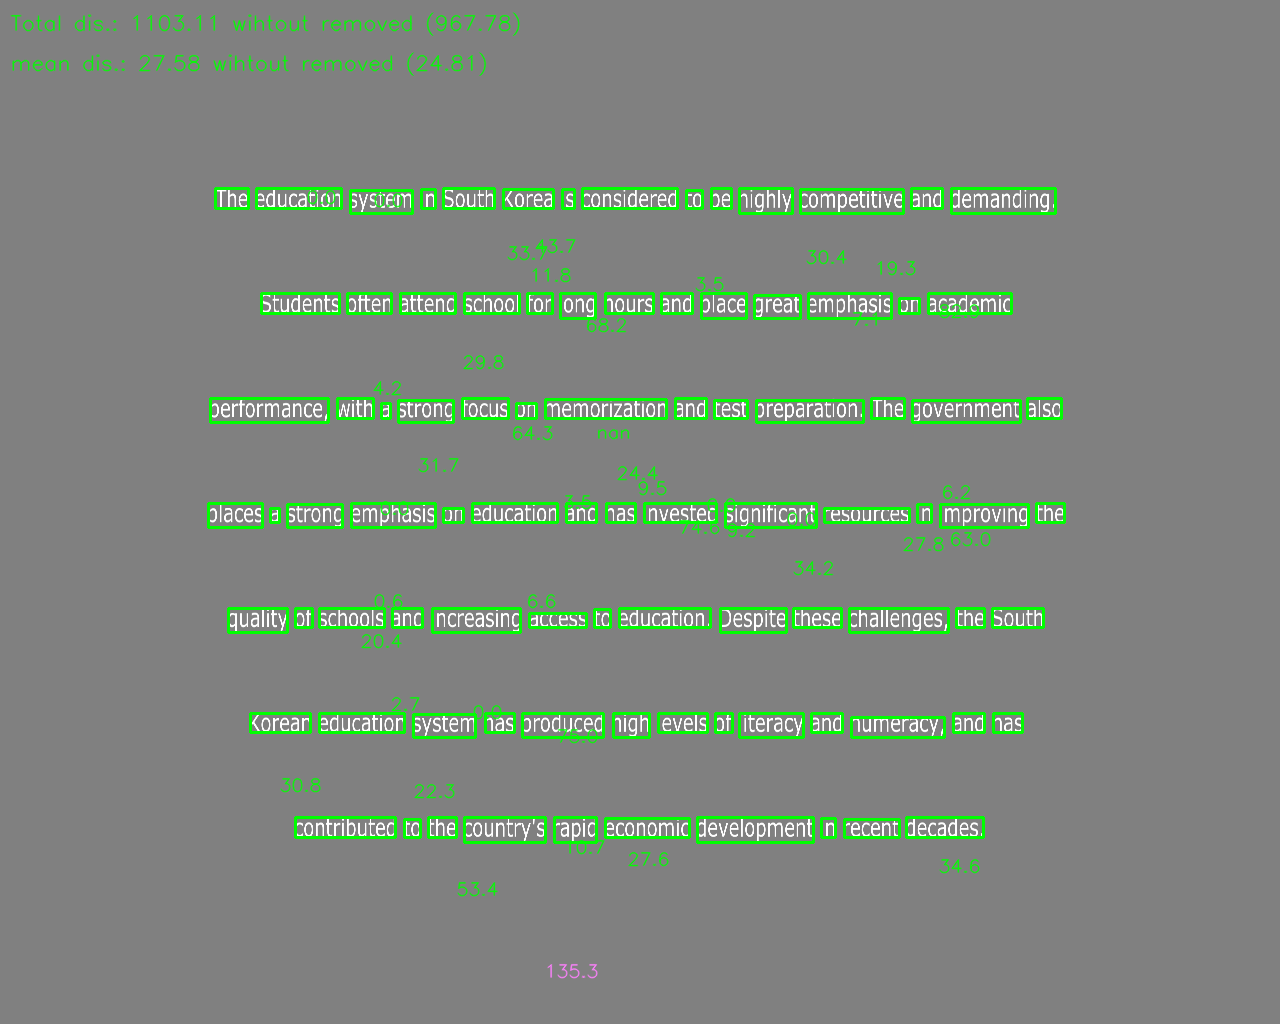 Total dis.: 1103.11 wihtout removed (967.78)
mean dis.: 27.58 wihtout removed (24.81)
The education system in South Korea is considered to be highly competitive and demanding.
43.7
33.7
30.4
19.3
11.8
3.5
Students often attend school for long hours and place great emphasis on academic
7.1
68.2
29.8
4.2
performance, with a strong focus on memorization and test preparation. The government also
64.3 nan
31.7
24.4
9.5
6.2
places a strong emphasis on education and has invested significant resources in improving the
74.6 9.2
27.8 63.0
34.2
0.6 6.6
quality of schools and increasing access to education. Despite these challenges, the South
20.4
2.7
Korean education system has produced high levels of literacy and numeracy, and has
30.8 22.3
contributed to the country's rapid economic development in recent decades.
10.7 27.6 34.6
53.4
135.3